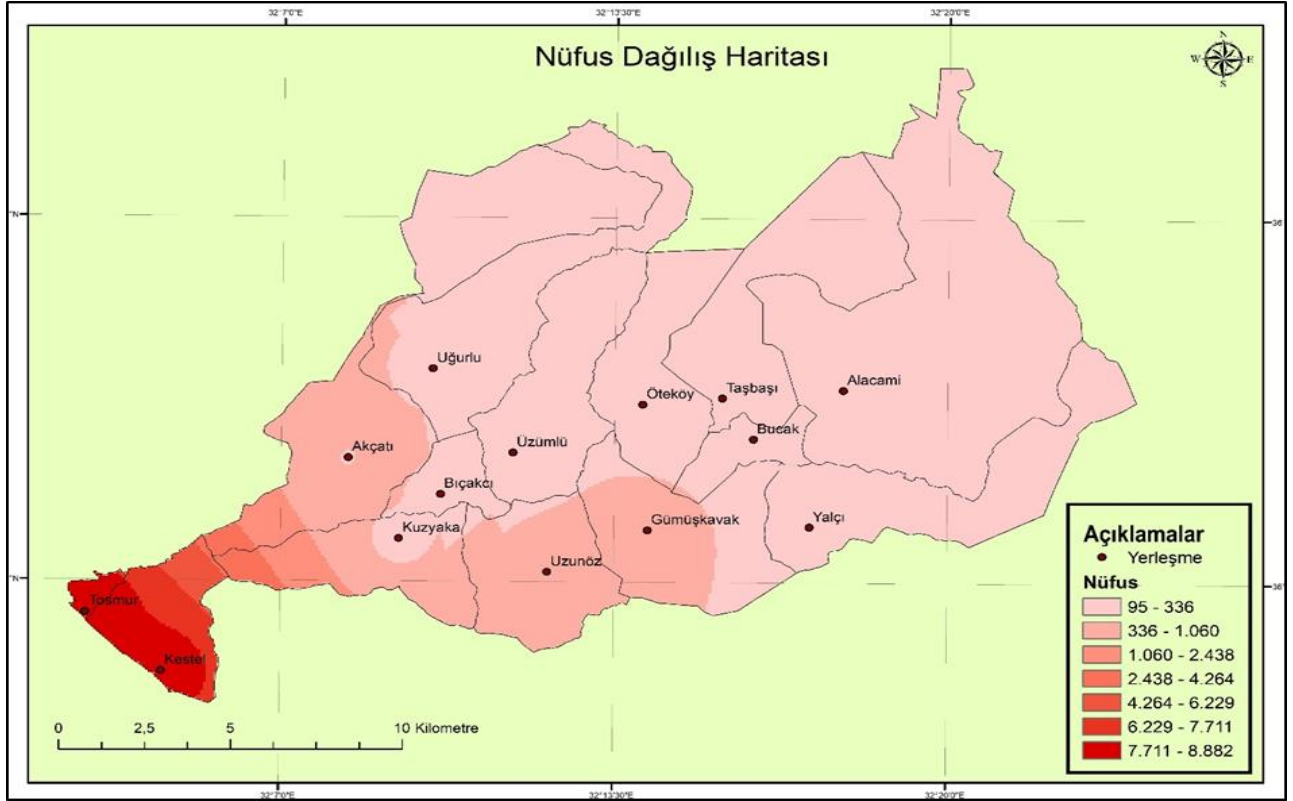 32°7'0"E
32°13'30"E
32°20'0"E
Nüfus Dağılış Haritası
N
W E
S
Uğurlu
Alacami
Taşbaşı
Öteköy
Bucak
Akçatı
Üzümlü
Bıçakcı
Gümüşkavak
Yalçı
Kuzyaka
Uzunöz
Tosmur
Kestel
Açıklamalar
Yerleşme
Nüfus
95 - 336
336 - 1.060
1.060 - 2.438
2.438 - 4.264
4.264 - 6.229
6.229 - 7.711
7.711 - 8.882
0 2,5 5 10 Kilometre
32°7'0"E
32°13'30"E
32°20'0"E